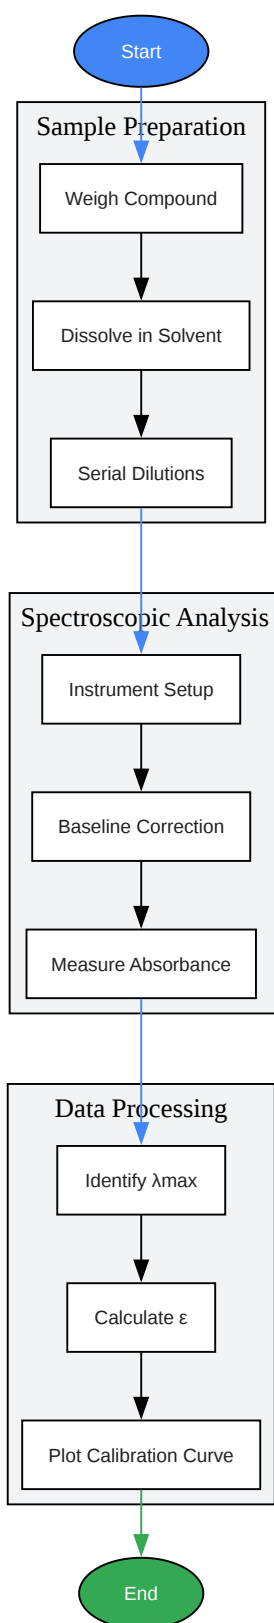 Start
Sample Preparation
Weigh Compound
Dissolve in Solvent
Serial Dilutions
Spectroscopic Analysis
Instrument Setup
Baseline Correction
Measure Absorbance
Data Processing
Identify λmax
Calculate ε
Plot Calibration Curve
End